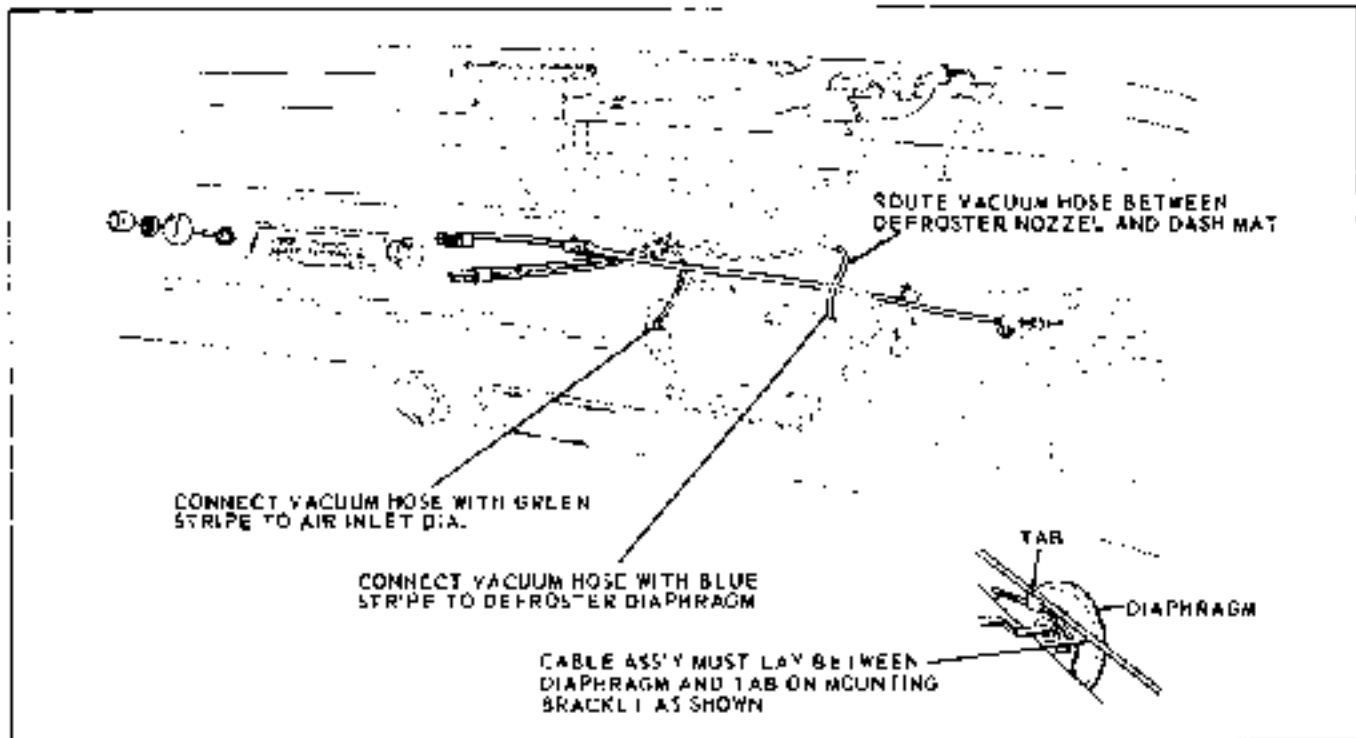 ROUTE VACUUM HOSE BETWEEN
DEFROSTER NOZZEL AND DASH MAT
CONNECT VACUUM HOSE WITH GREEN
STRIPE TO AIR INLET DIA.
CONNECT VACUUM HOSE WITH BLUE
STRIPE TO DEFROSTER DIAPHRAGM
TAB
DIAPHRAGM
CABLE ASS'Y MUST LAY BETWEEN
DIAPHRAGM AND TAB ON MOUNTING
BRACKET AS SHOWN